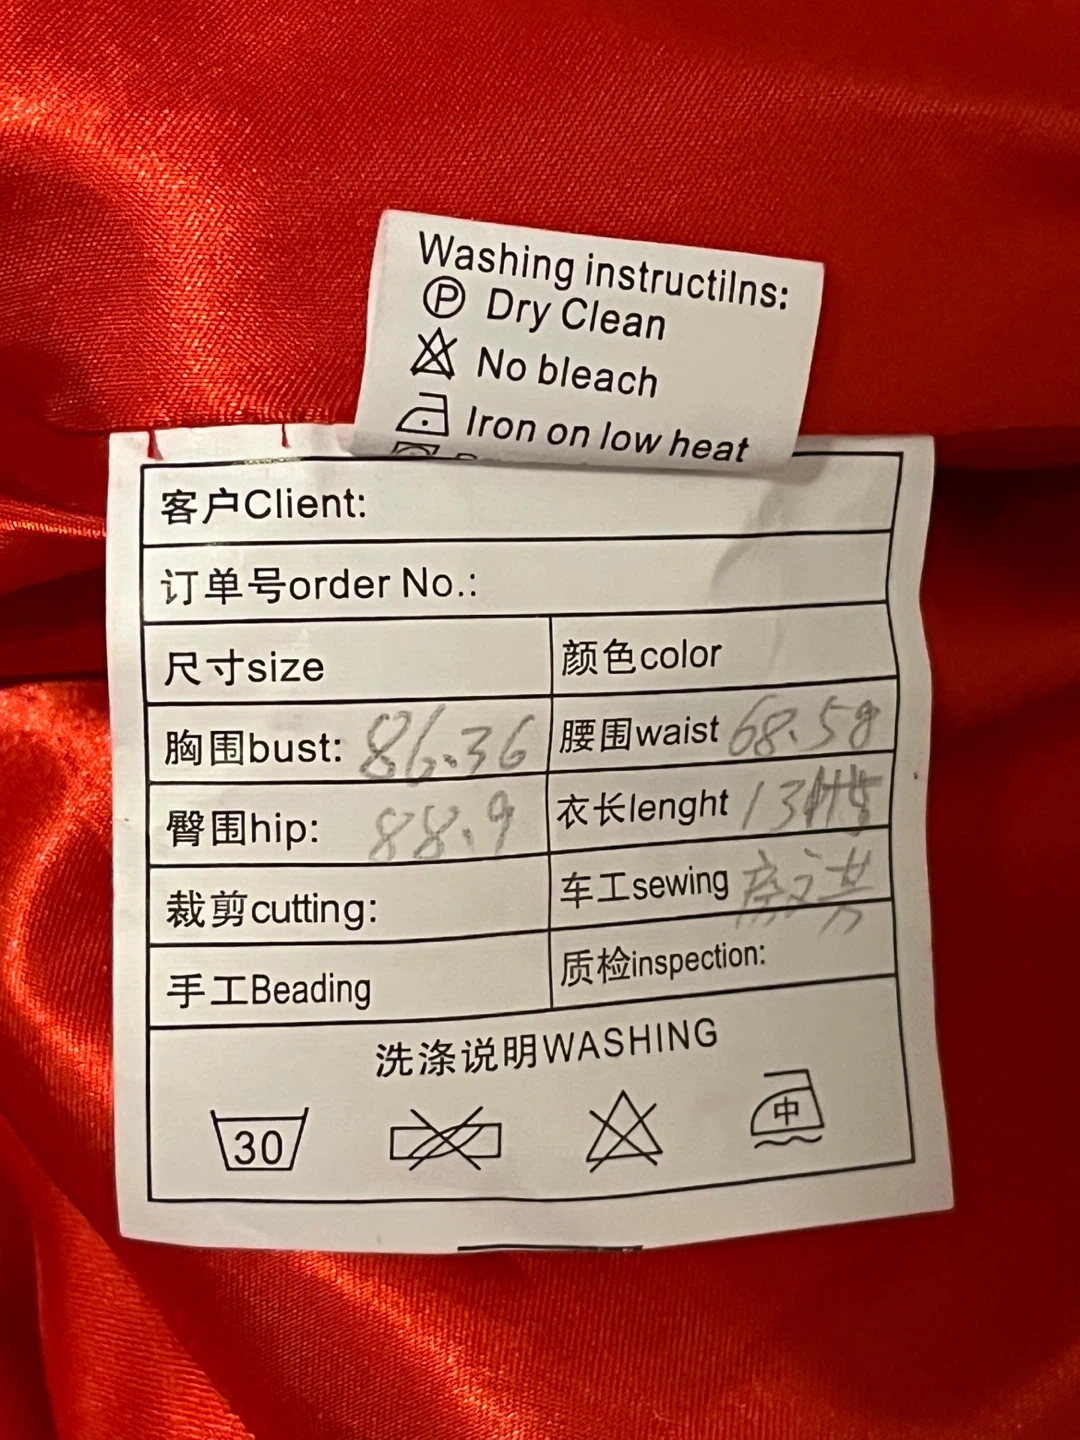 Washing instructilns:
Ⓟ Dry Clean
No bleach
Iron on low heat
客户Client:
订单号order No.:
尺寸size
颜色color
胸围bust: 86.36
腰围waist 68.58
臀围hip: 88.9
衣长lenght
裁剪cutting:
车工sewing
手工Beading
质检inspection:
洗涤说明WASHING
30
中